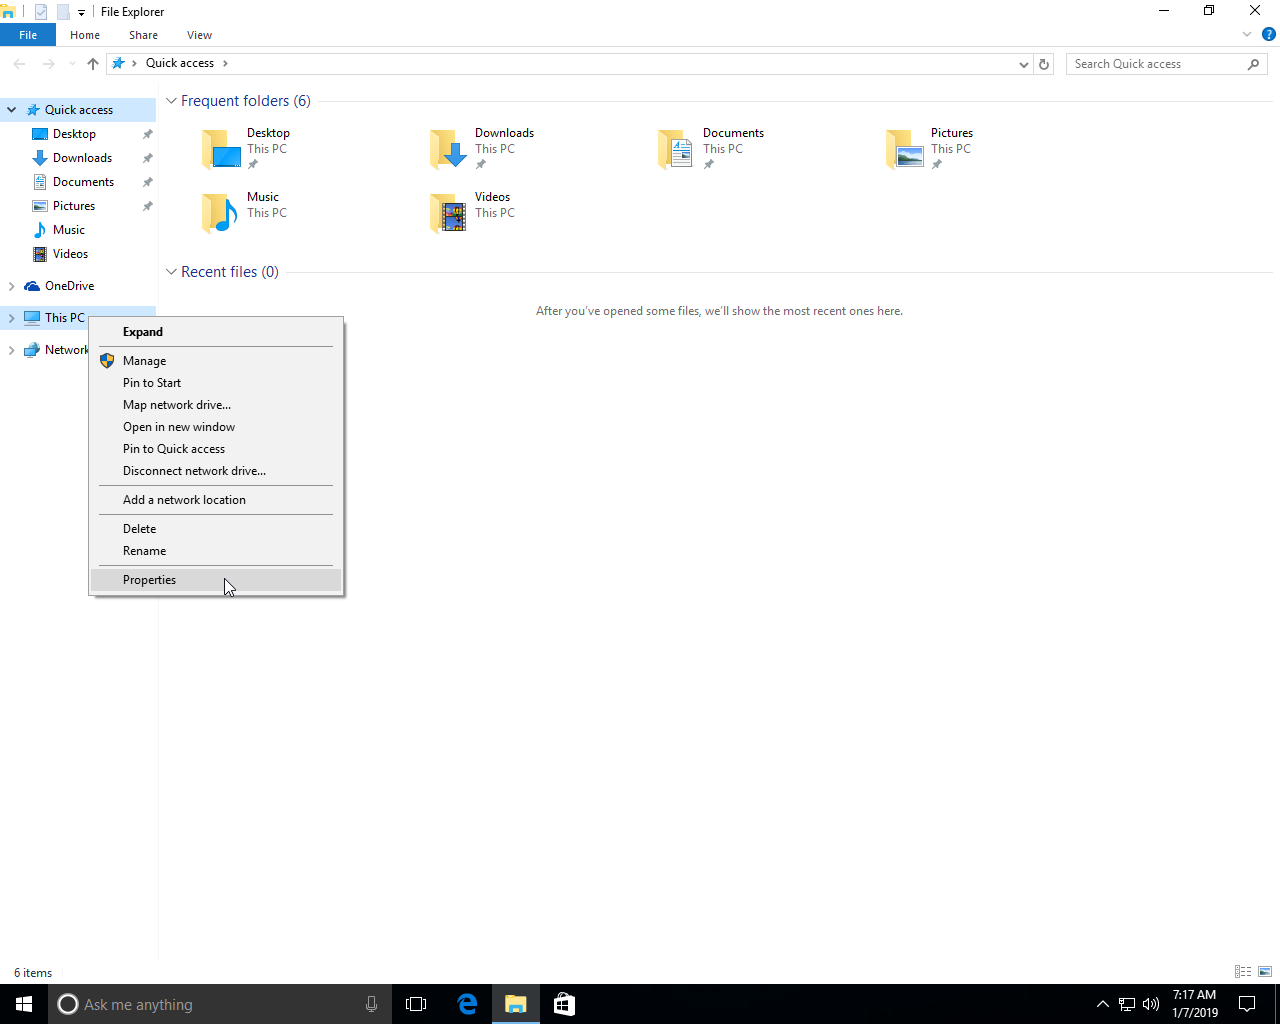 File Explorer
File Home Share View
Quick access
Search Quick access
Quick access
Desktop
Downloads
Documents
Pictures
Music
Videos
OneDrive
This PC
Network
Frequent folders (6)
Desktop
This PC
Downloads
This PC
Documents
This PC
Pictures
This PC
Music
This PC
Videos
This PC
Recent files (0)
After you've opened some files, we'll show the most recent ones here.
Expand
Manage
Pin to Start
Map network drive...
Open in new window
Pin to Quick access
Disconnect network drive...
Add a network location
Delete
Rename
Properties
6 items
Ask me anything
7:17 AM
1/7/2019